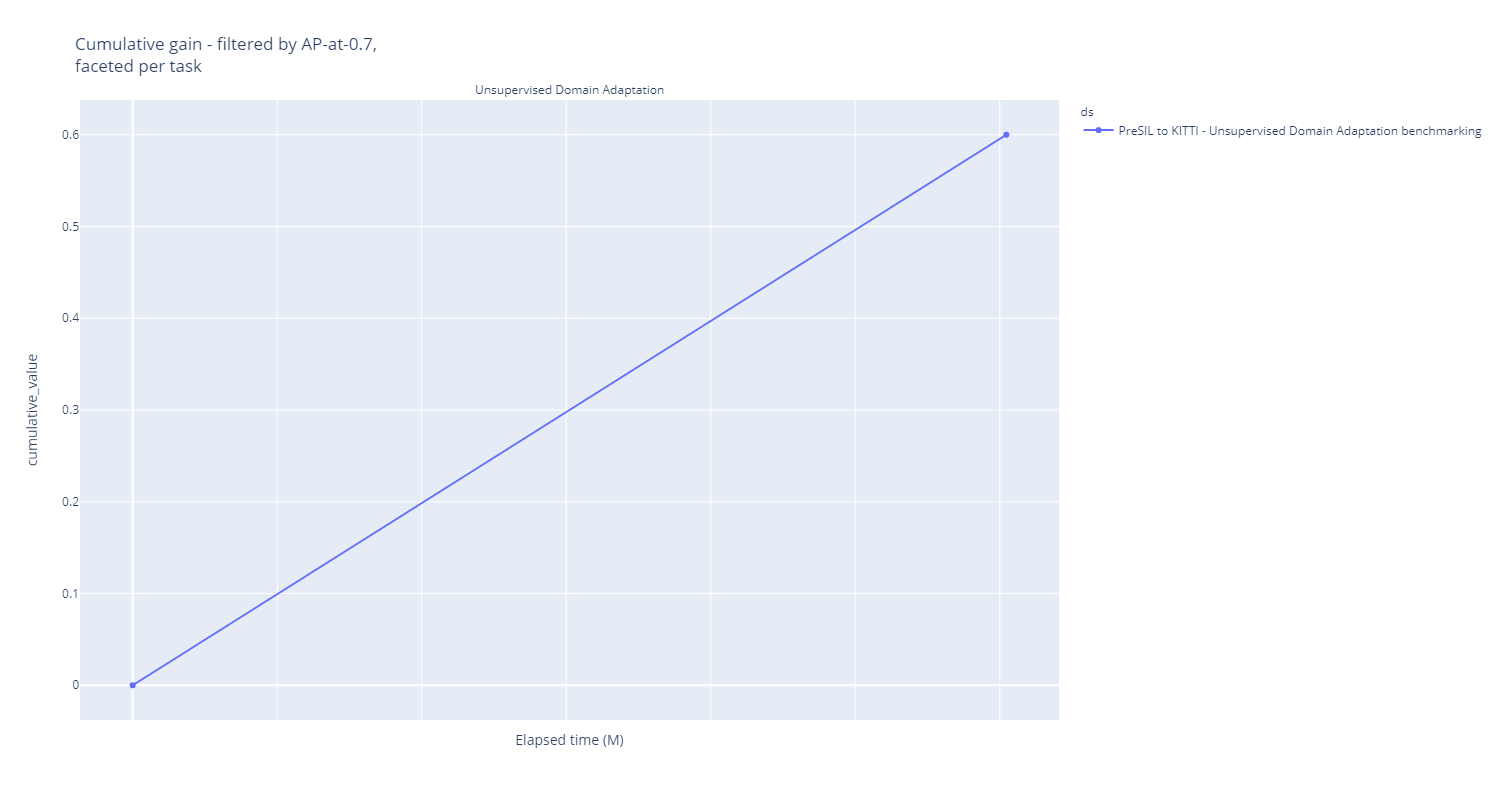 Cumulative gain - filtered by AP-at-0.7,
faceted per task
Unsupervised Domain Adaptation
ds
PreSIL to KITTI - Unsupervised Domain Adaptation benchmarking
0.6
0.5
0.4
0.3
0.2
0.1
0
cumulative_value
Elapsed time (M)